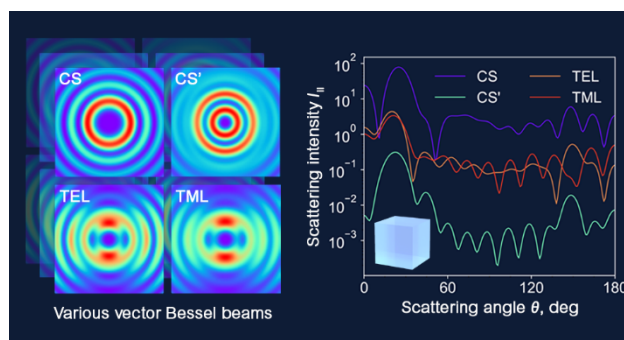 CS
CS'
TEL
TML
Various vector Bessel beams
Scattering intensity I_II
10²
10¹
10⁰
10⁻¹
10⁻²
10⁻³
CS
TEL
CS'
TML
0
60
120
180
Scattering angle θ, deg